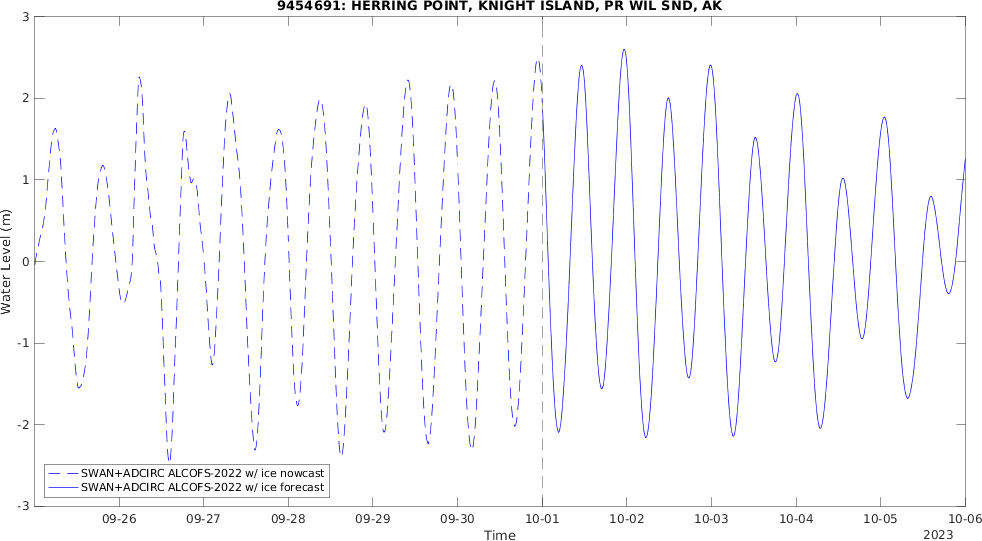 9454691: HERRING POINT, KNIGHT ISLAND, PR WIL SND, AK
3
2
1
0
-1
-2
-3
Water Level (m)
SWAN+ADCIRC ALCOFS-2022 w/ ice nowcast
SWAN+ADCIRC ALCOFS-2022 w/ ice forecast
09-26 09-27 09-28 09-29 09-30 10-01 10-02 10-03 10-04 10-05 10-06
Time
2023